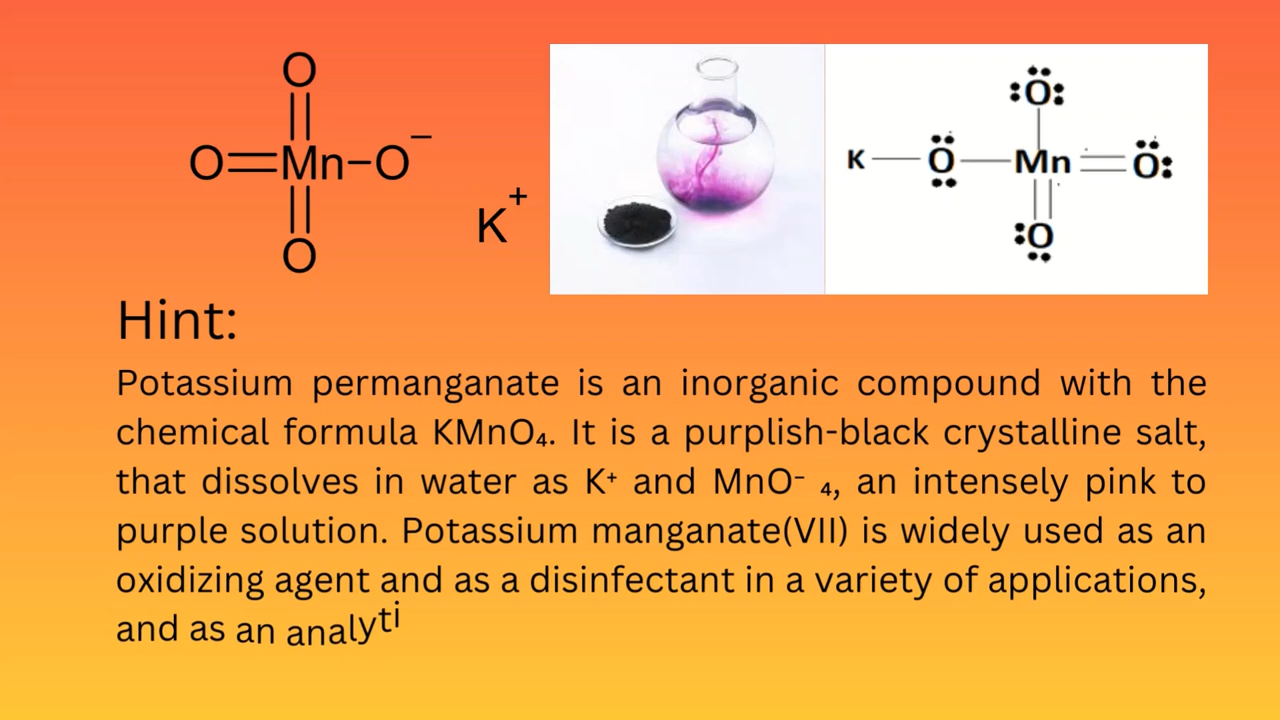 O
O=Mn–O⁻
K⁺
O
O
K — O — Mn = O
O
Hint:
Potassium permanganate is an inorganic compound with the
chemical formula KMnO₄. It is a purplish-black crystalline salt,
that dissolves in water as K⁺ and MnO⁻ ₄, an intensely pink to
purple solution. Potassium manganate(VII) is widely used as an
oxidizing agent and as a disinfectant in a variety of applications,
and as an analyti